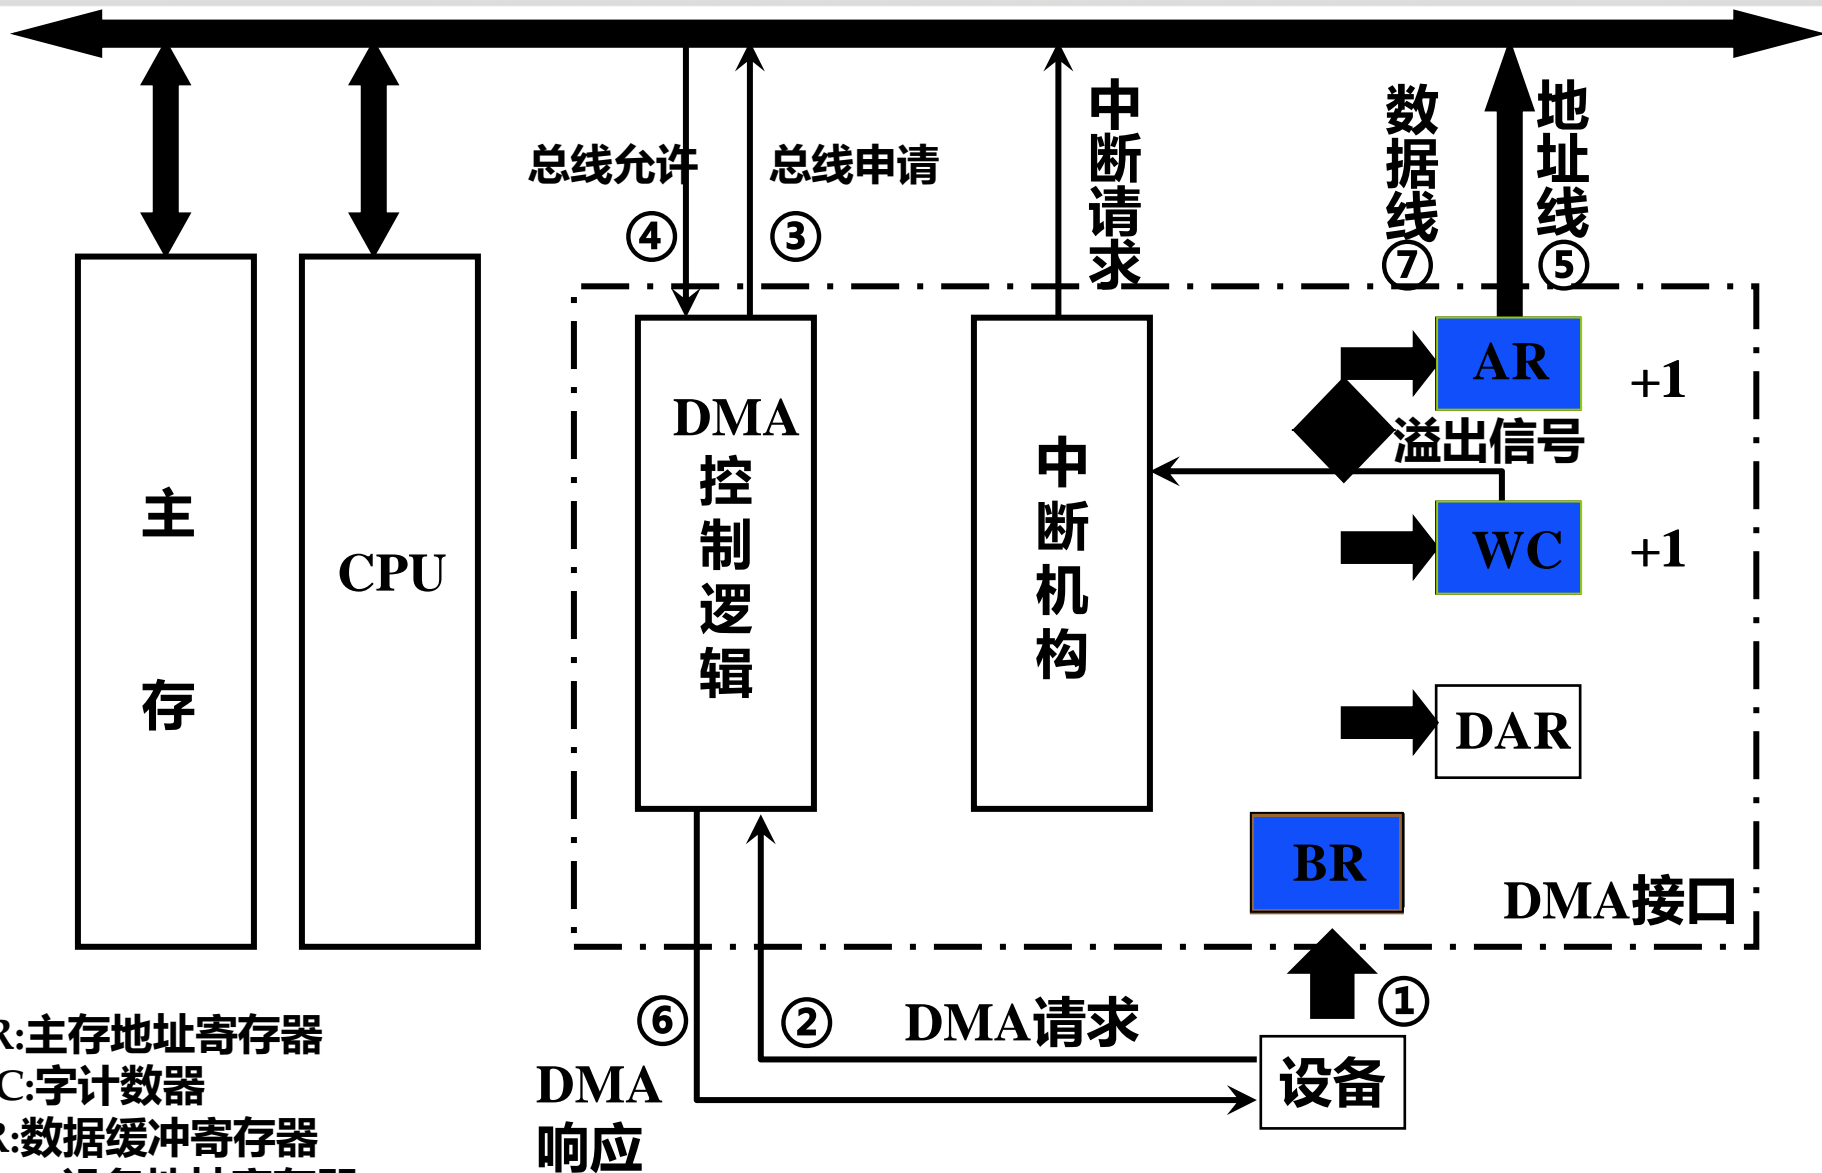 数据线
地址线
中断请求
总线允许
总线申请
④
③
⑦
⑤
AR
+1
DMA
控制逻辑
溢出信号
中断机构
主存
CPU
WC
+1
DAR
BR
DMA接口
①
⑥
②
DMA请求
R:主存地址寄存器
设备
C:字计数器
DMA
响应
R:数据缓冲寄存器